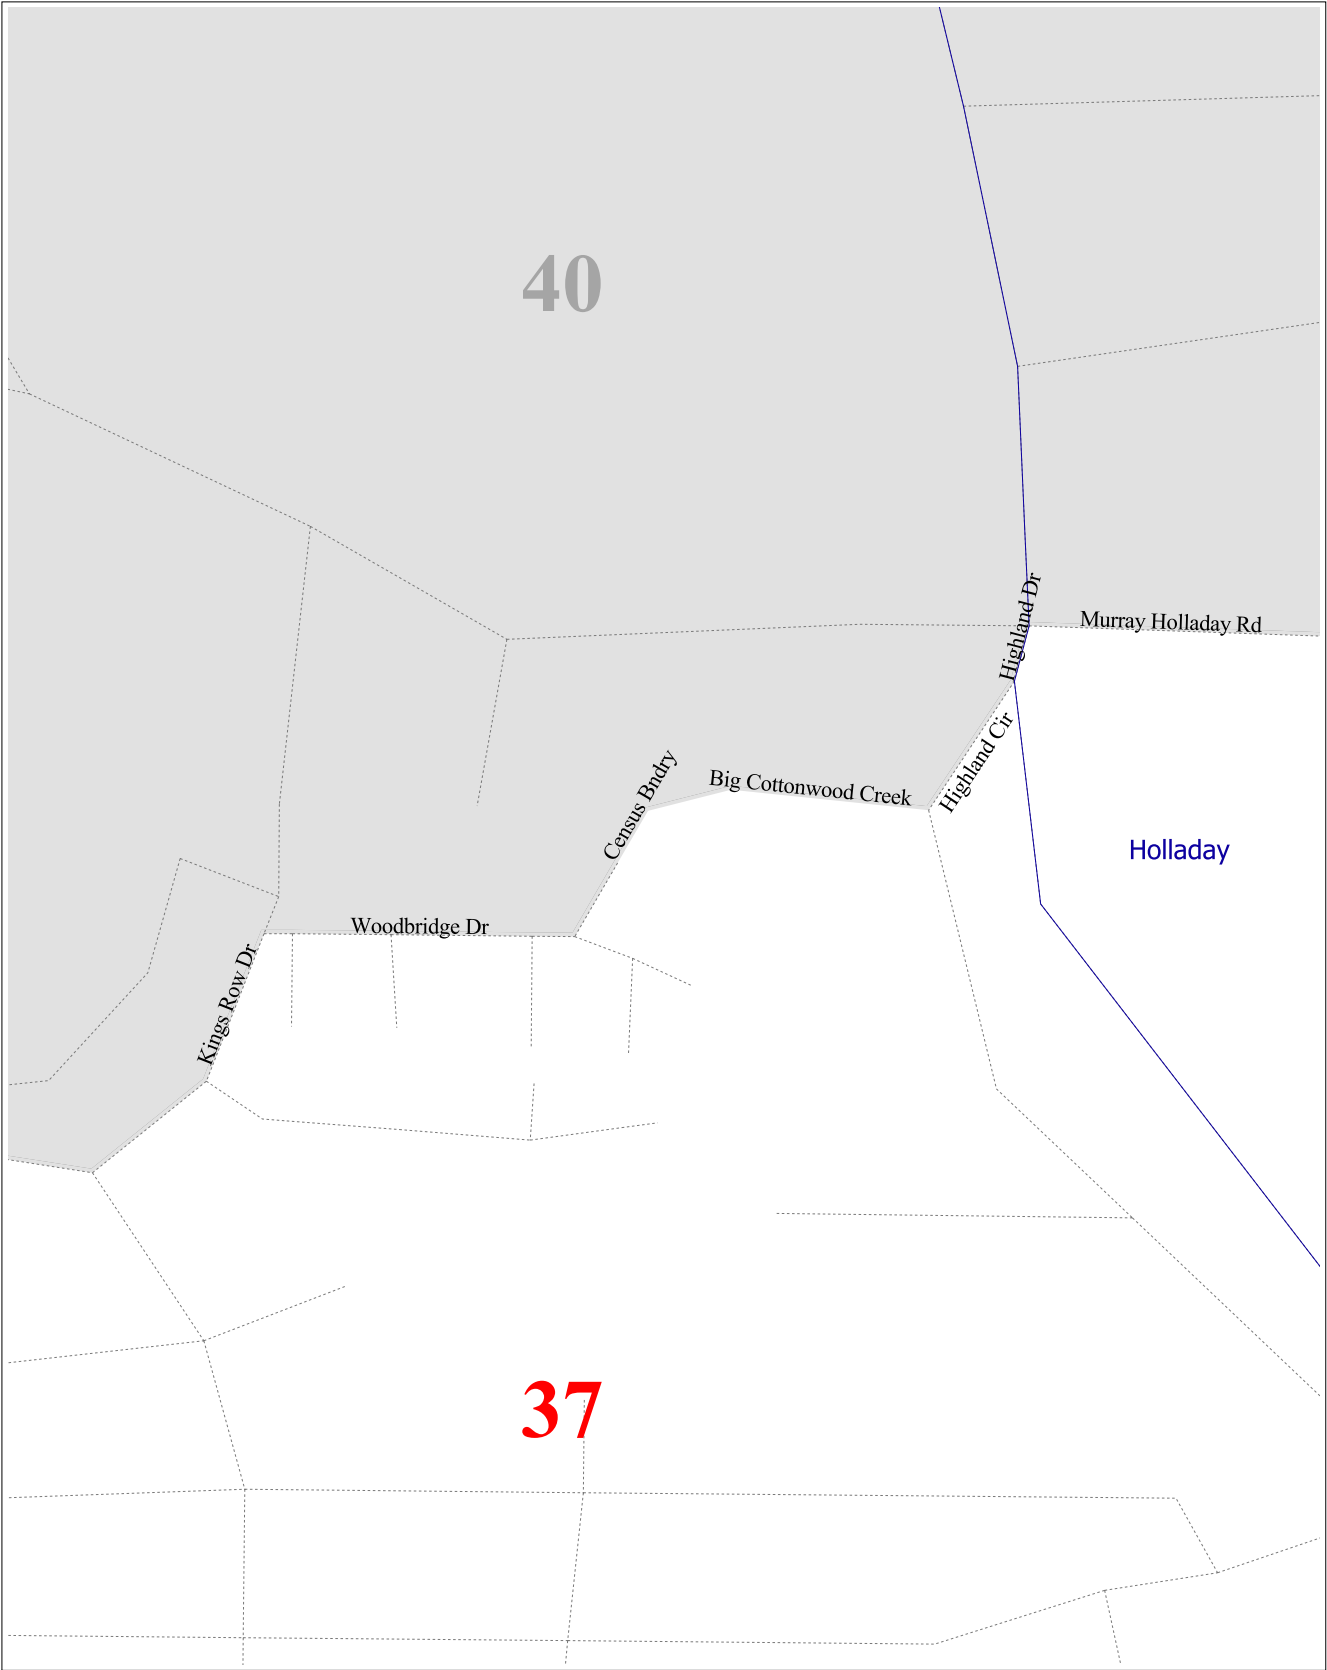 40
Highland Dr
Murray Holladay Rd
Highland Cir
Census Bndry
Big Cottonwood Creek
Holladay
Woodbridge Dr
Kings Row Dr
37